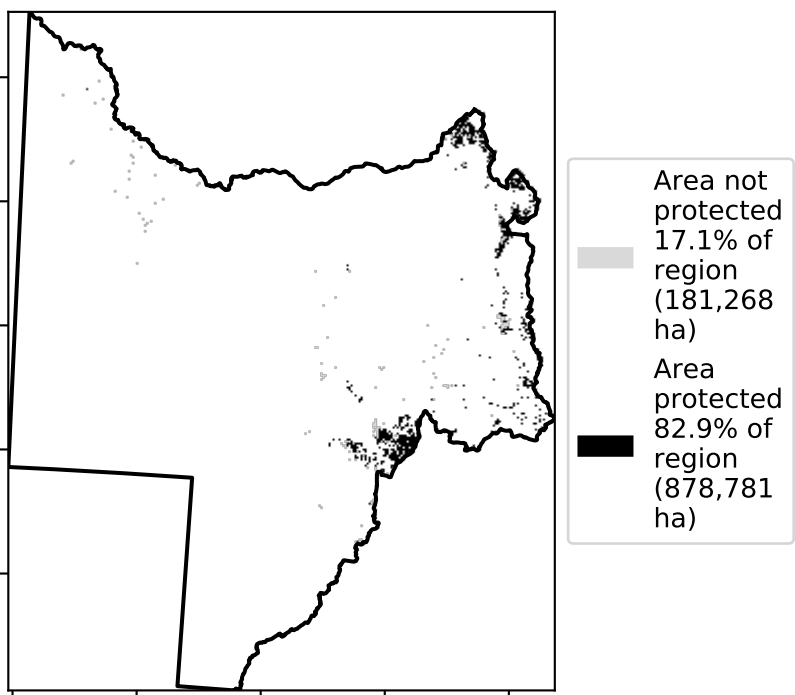 Area not
protected
17.1% of
region
(181,268
ha)
Area
protected
82.9% of
region
(878,781
ha)